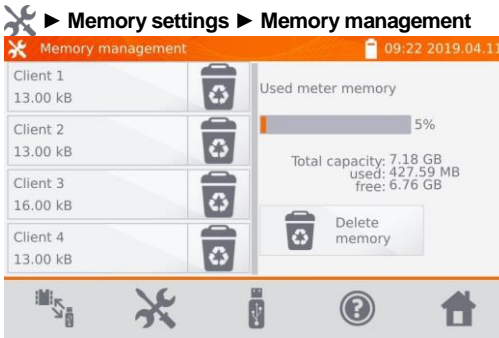 ► Memory settings ► Memory management
Memory management
09:22 2019.04.11
Client 1
13.00 kB
Client 2
13.00 kB
Client 3
16.00 kB
Client 4
13.00 kB
Used meter memory
5%
Total capacity: 7.18 GB
used: 427.59 MB
free: 6.76 GB
Delete
memory